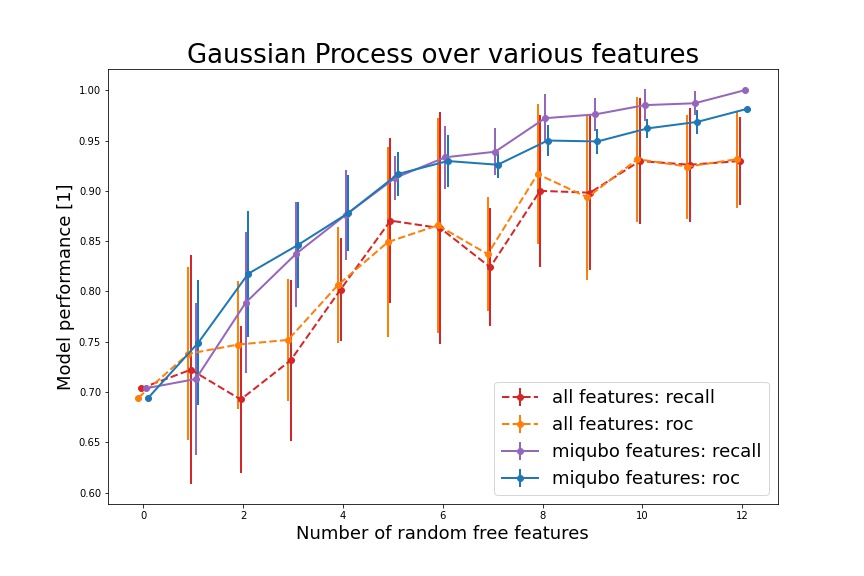 Gaussian Process over various features
Model performance [1]
1.00
0.95
0.90
0.85
0.80
0.75
0.70
0.65
0.60
0 2 4 6 8 10 12
Number of random free features
all features: recall
all features: roc
miqubo features: recall
miqubo features: roc